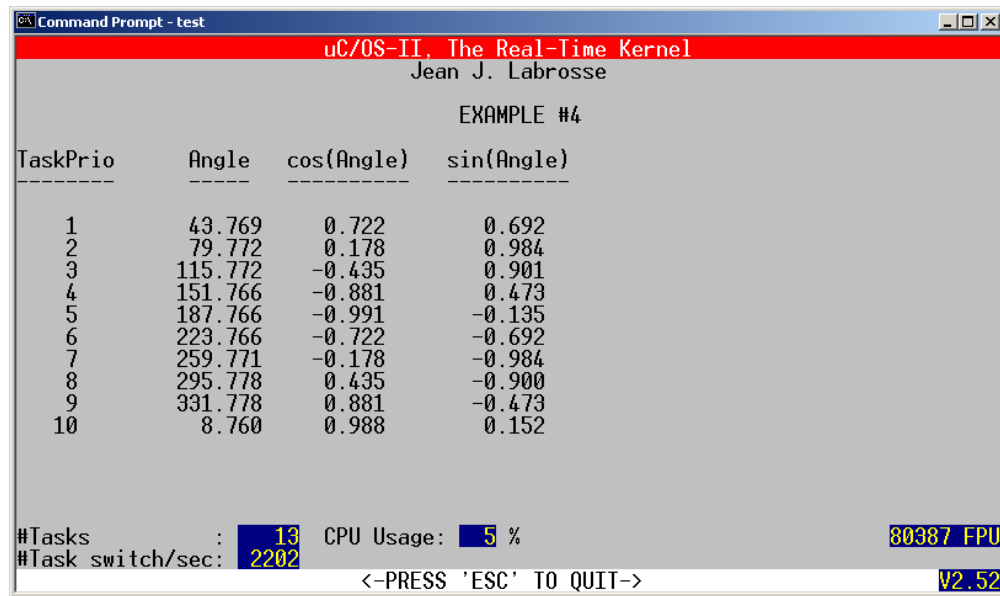 Command Prompt - test
uC/OS-II, The Real-Time Kernel
Jean J. Labrosse
EXAMPLE #4
TaskPrio Angle cos(Angle) sin(Angle)
-------- ----- ---------- ----------
1 43.769 0.722 0.692
2 79.772 0.178 0.984
3 115.772 -0.435 0.901
4 151.766 -0.881 0.473
5 187.766 -0.991 -0.135
6 223.766 -0.722 -0.692
7 259.771 -0.178 -0.984
8 295.778 0.435 -0.900
9 331.778 0.881 -0.473
10 8.760 0.988 0.152
#Tasks : 13 CPU Usage: 5 % 80387 FPU
#Task switch/sec: 2202
<-PRESS 'ESC' TO QUIT-> V2.52